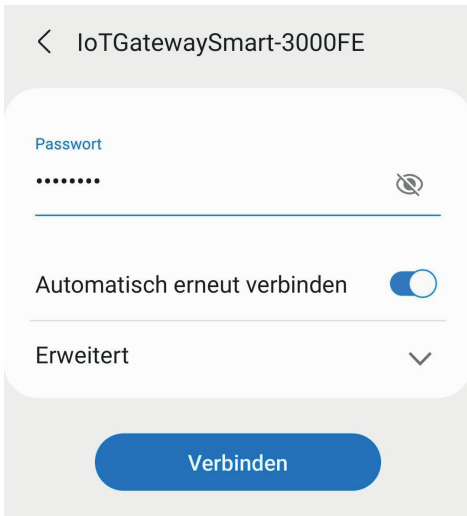 IoTGatewaySmart-3000FE
Passwort
••••••••
Automatisch erneut verbinden
Erweitert
Verbinden